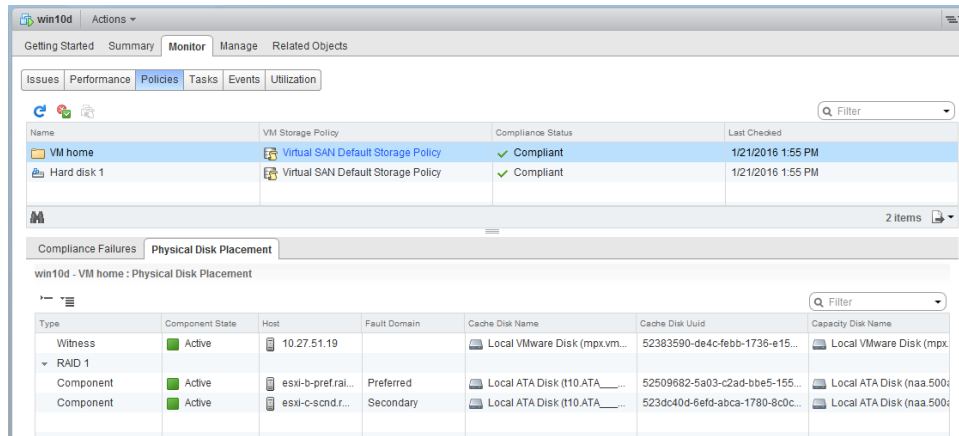 win10d Actions
Getting Started Summary Monitor Manage Related Objects
Issues Performance Policies Tasks Events Utilization
Filter
Name VM Storage Policy Compliance Status Last Checked
VM home Virtual SAN Default Storage Policy Compliant 1/21/2016 1:55 PM
Hard disk 1 Virtual SAN Default Storage Policy Compliant 1/21/2016 1:55 PM
2 items
Compliance Failures Physical Disk Placement
win10d - VM home : Physical Disk Placement
Filter
Type Component State Host Fault Domain Cache Disk Name Cache Disk Uuid Capacity Disk Name
Witness Active 10.27.51.19 Local VMware Disk (mpx.vm... 52383590-de4c-febb-1736-e15... Local VMware Disk (mpx.
RAID 1
Component Active esxi-b-pref.rai... Preferred Local ATA Disk (t10.ATA___... 52509682-5a03-c2ad-bbe5-155... Local ATA Disk (naa.500a
Component Active esxi-c-scnd.r... Secondary Local ATA Disk (t10.ATA___... 523dc40d-6efd-abca-1780-8c0c... Local ATA Disk (naa.500a